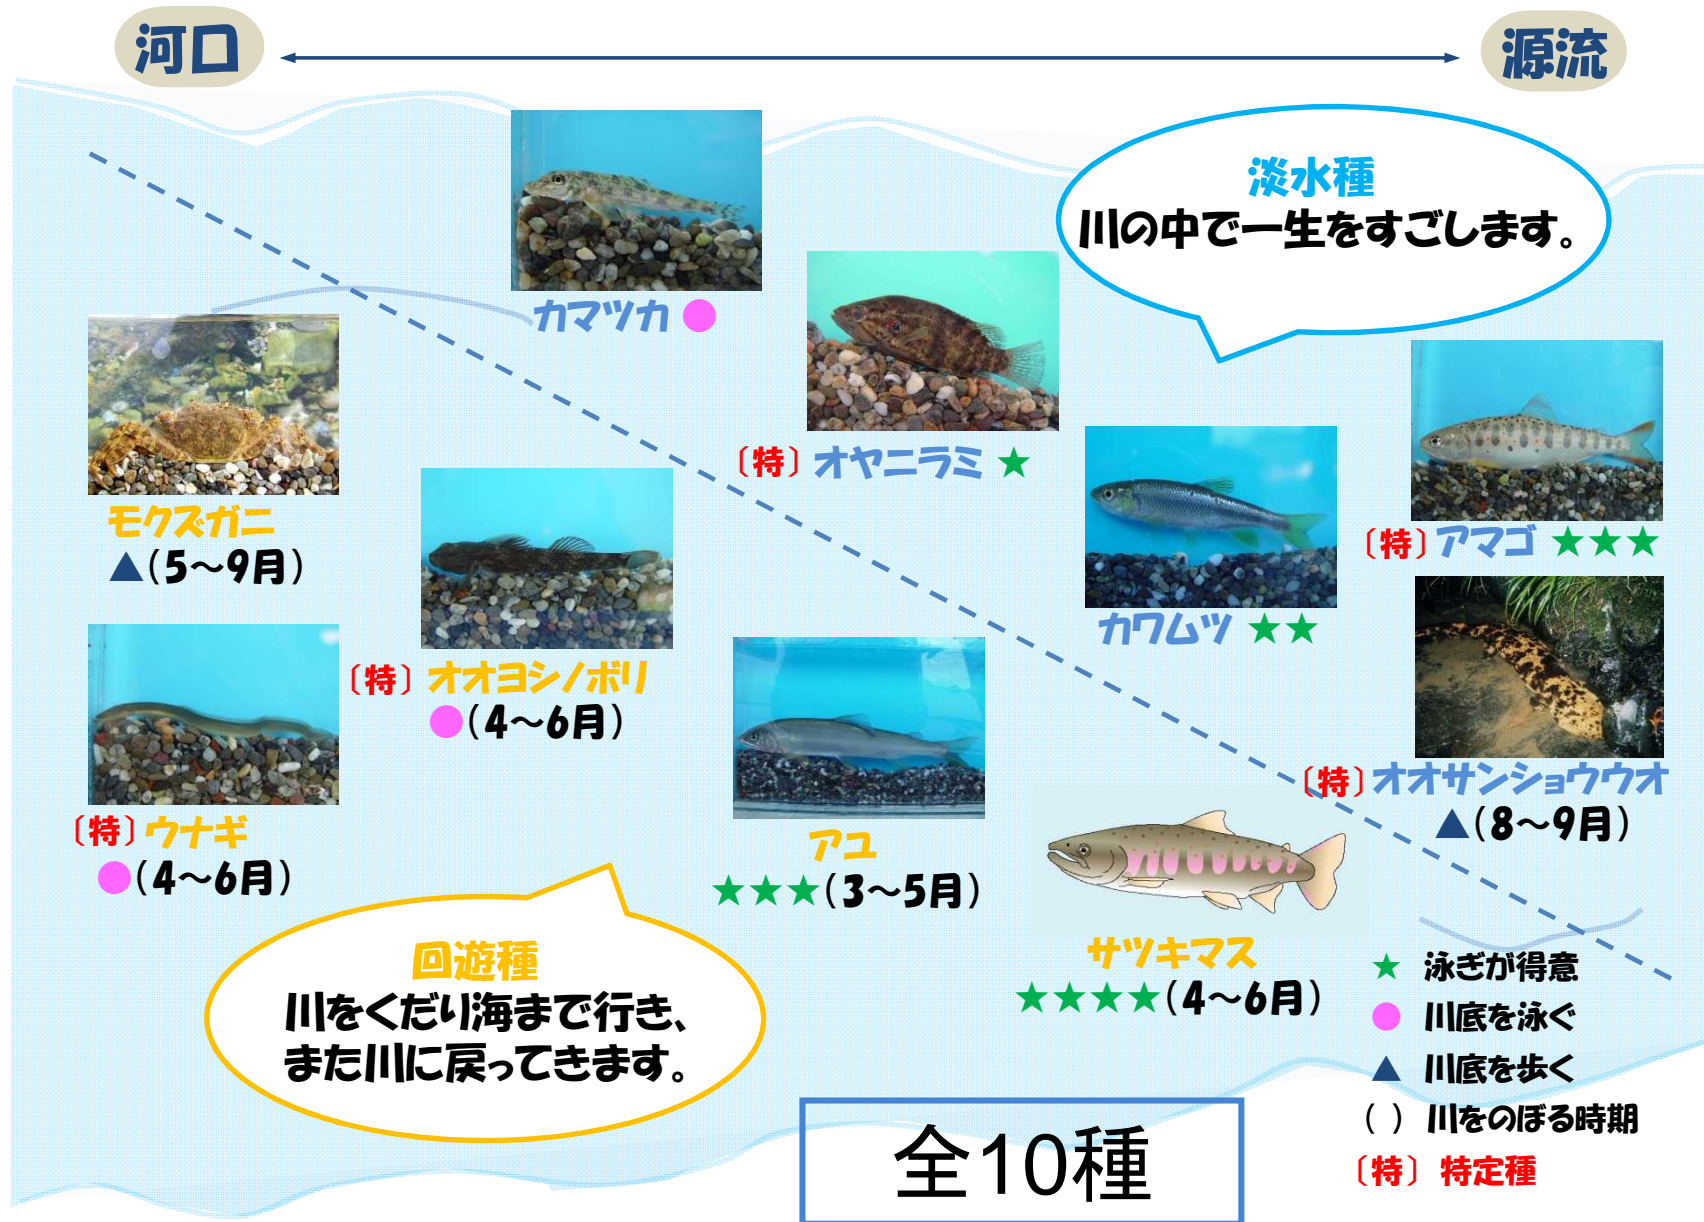 河口
源流
淡水種
川の中で一生をすごします。
カマツカ ●
〔特〕オヤニラミ ★
モクズガニ
▲(5～9月)
カワムツ ★★
〔特〕アマゴ ★★★
〔特〕オオヨシノボリ
●(4～6月)
〔特〕ウナギ
●(4～6月)
アユ
★★★(3～5月)
〔特〕オオサンショウウオ
▲(8～9月)
サツキマス
★★★★(4～6月)
回遊種
川をくだり海まで行き、
また川に戻ってきます。
★ 泳ぎが得意
● 川底を泳ぐ
▲ 川底を歩く
( ) 川をのぼる時期
〔特〕特定種
全10種